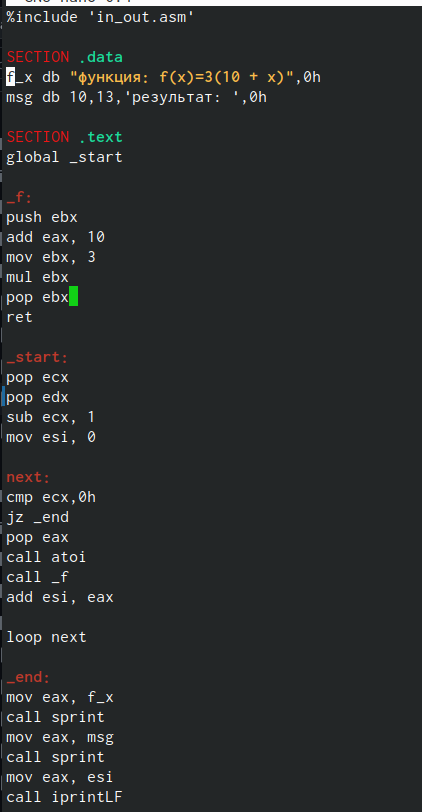 %include 'in_out.asm'
SECTION .data
f_x db "функция: f(x)=3(10 + x)",0h
msg db 10,13,'результат: ',0h
SECTION .text
global _start
_f:
push ebx
add eax, 10
mov ebx, 3
mul ebx
pop ebx
ret
_start:
pop ecx
pop edx
sub ecx, 1
mov esi, 0
next:
cmp ecx,0h
jz _end
pop eax
call atoi
call _f
add esi, eax
loop next
_end:
mov eax, f_x
call sprint
mov eax, msg
call sprint
mov eax, esi
call iprintLF